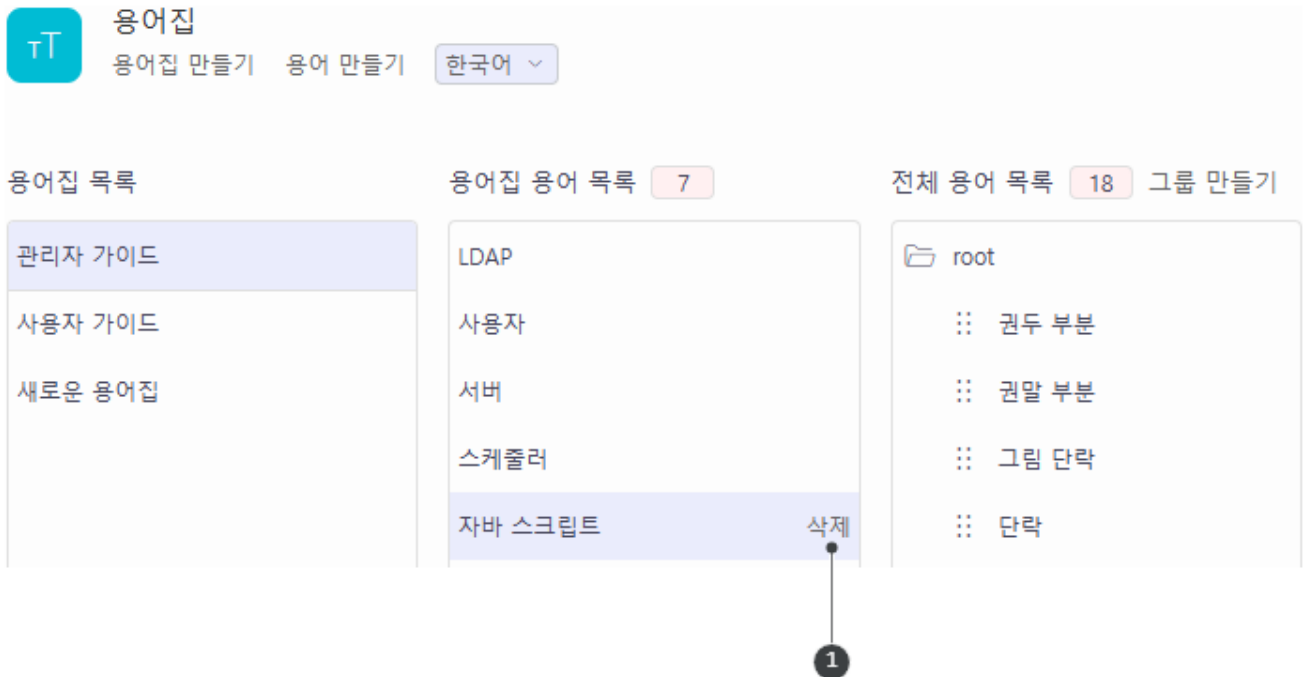 тT
용어집
용어집 만들기 용어 만들기 한국어
용어집 목록
관리자 가이드
사용자 가이드
새로운 용어집
용어집 용어 목록 7
LDAP
사용자
서버
스케줄러
자바 스크립트 삭제
1
전체 용어 목록 18 그룹 만들기
root
권두 부분
권말 부분
그림 단락
단락